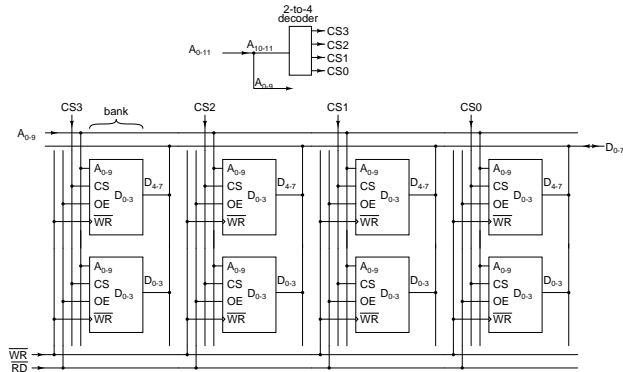 2-to-4
decoder
CS3
CS2
CS1
CS0
A0-11
A10-11
A0-9
CS3 bank CS2 CS1 CS0
A0-9
D0-7
A0-9
CS
OE
WR
D0-3
D4-7
A0-9
CS
OE
WR
D0-3
D4-7
A0-9
CS
OE
WR
D0-3
D4-7
A0-9
CS
OE
WR
D0-3
D4-7
A0-9
CS
OE
WR
D0-3
D0-3
A0-9
CS
OE
WR
D0-3
D0-3
A0-9
CS
OE
WR
D0-3
D0-3
A0-9
CS
OE
WR
D0-3
D0-3
WR
RD